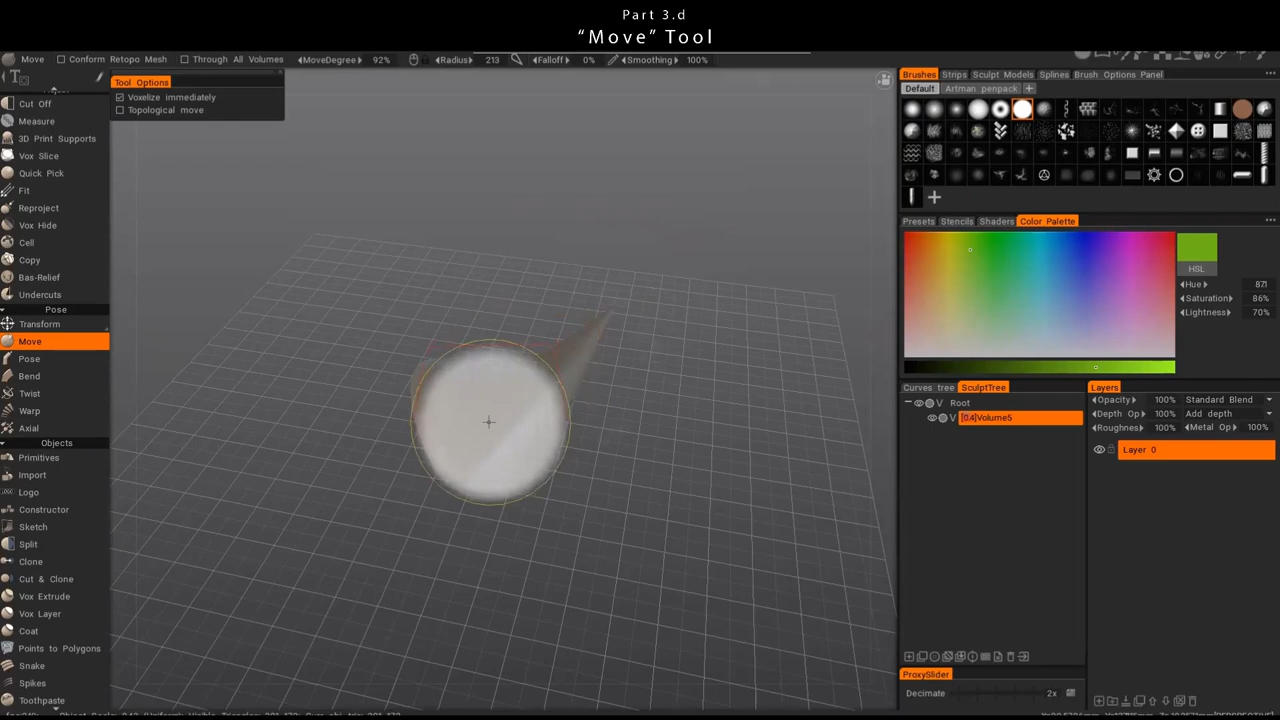 Part 3.d
“Move” Tool
Move Conform Retopo Mesh Through All Volumes MoveDegree 92% Radius 213 Falloff 0% Smoothing 100%
Tool Options
Voxelize immediately
Topological move
Cut Off
Measure
3D Print Supports
Vox Slice
Quick Pick
Fit
Reproject
Vox Hide
Cell
Copy
Bas-Relief
Undercuts
Pose
Transform
Move
Pose
Bend
Twist
Warp
Axial
Objects
Primitives
Import
Logo
Constructor
Sketch
Split
Clone
Cut & Clone
Vox Extrude
Vox Layer
Coat
Points to Polygons
Snake
Spikes
Toothpaste
Brushes Strips Sculpt Models Splines Brush Options Panel
Default Artman penpack +
Presets Stencils Shaders Color Palette
HSL
Hue 87.1
Saturation 86%
Lightness 70%
Curves tree SculptTree
V Root
V [0.4]Volume5
Layers
Opacity 100% Standard Blend
Depth Op 100% Add depth
Roughness 100% Metal Op 100%
Layer 0
ProxySlider
Decimate 2x